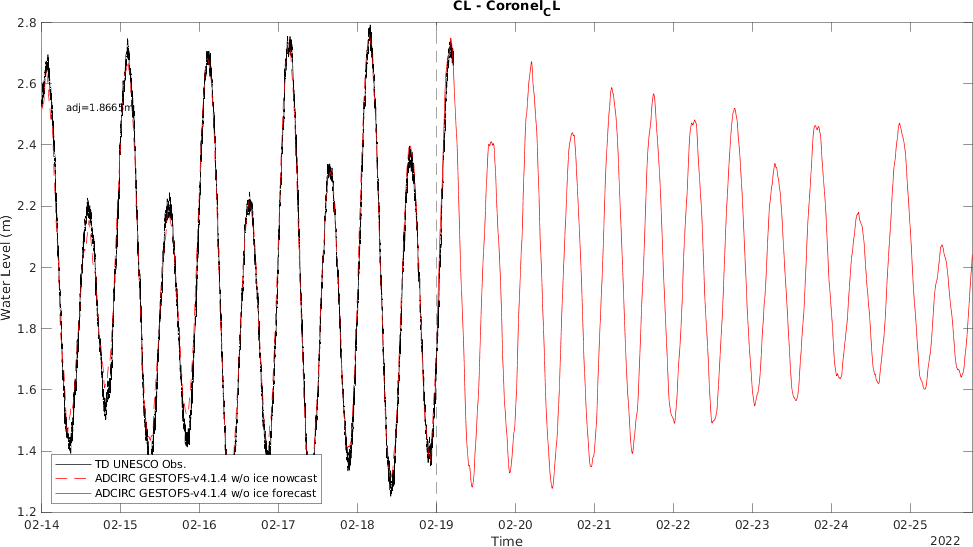 CL - Coronel_CL
2.8
2.6
adj=1.8665m
2.4
2.2
2
1.8
1.6
1.4
1.2
Water Level (m)
TD UNESCO Obs.
ADCIRC GESTOFS-v4.1.4 w/o ice nowcast
ADCIRC GESTOFS-v4.1.4 w/o ice forecast
02-14 02-15 02-16 02-17 02-18 02-19 02-20 02-21 02-22 02-23 02-24 02-25
Time
2022